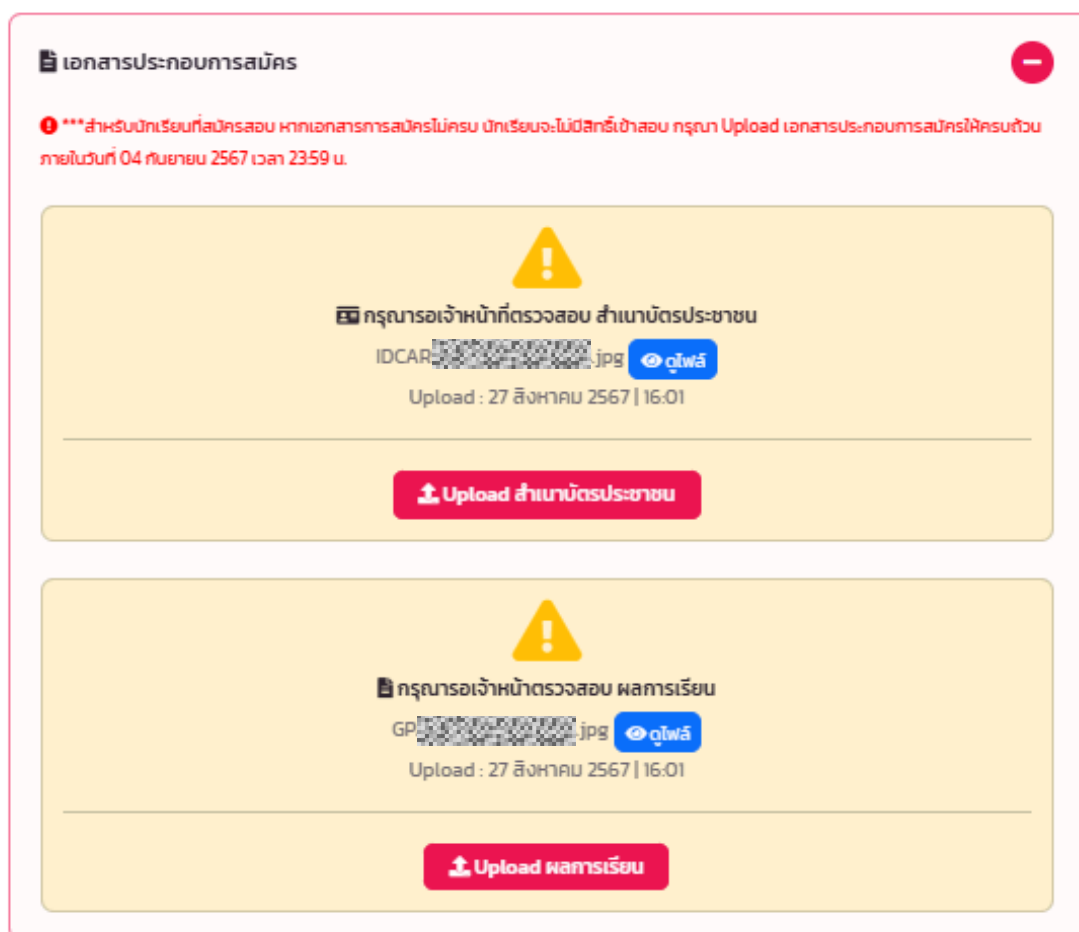 เอกสารประกอบการสมัคร
***สำหรับนักเรียนที่สมัครสอบ หากเอกสารการสมัครไม่ครบ นักเรียนจะไม่มีสิทธิ์เข้าสอบ กรุณา Upload เอกสารประกอบการสมัครให้ครบถ้วน
ภายในวันที่ 04 กันยายน 2567 เวลา 23:59 น.
กรุณารอเจ้าหน้าที่ตรวจสอบ สำเนาบัตรประชาชน
IDCAR .jpg ดูไฟล์
Upload : 27 สิงหาคม 2567 | 16:01
Upload สำเนาบัตรประชาชน
กรุณารอเจ้าหน้าตรวจสอบ ผลการเรียน
GP .jpg ดูไฟล์
Upload : 27 สิงหาคม 2567 | 16:01
Upload ผลการเรียน